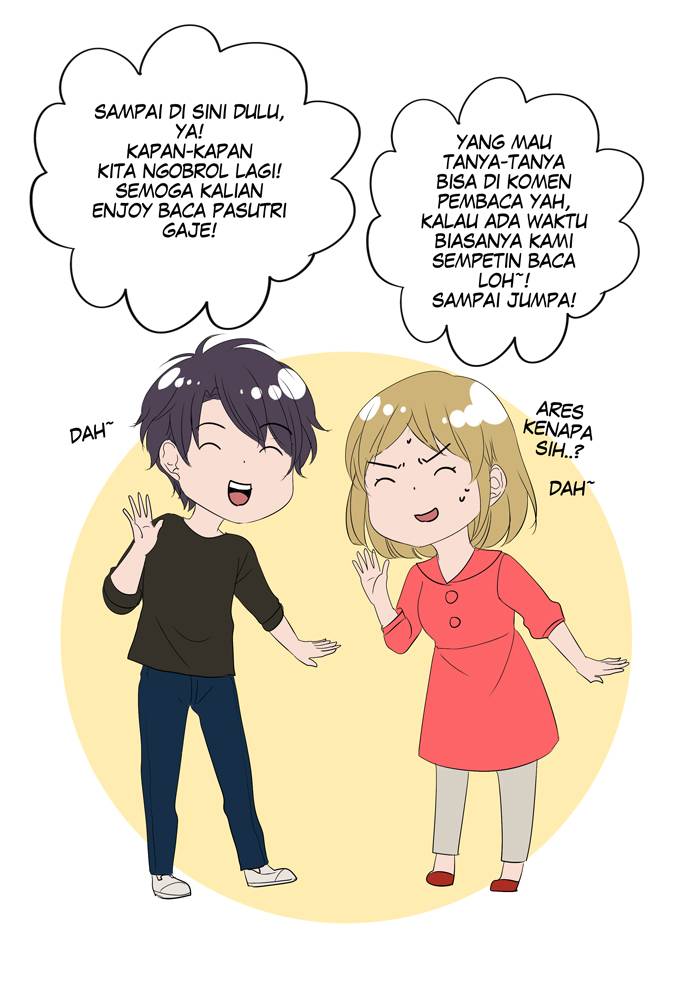 SAMPAI DI SINI DULU,
YA!
KAPAN-KAPAN
KITA NGOBROL LAGI!
SEMOGA KALIAN
ENJOY BACA PASUTRI
GAJE!
YANG MAU
TANYA-TANYA
BISA DI KOMEN
PEMBACA YAH,
KALAU ADA WAKTU
BIASANYA KAMI
SEMPETIN BACA
LOH~!
SAMPAI JUMPA!
DAH~
ARES
KENAPA
SIH..?
DAH~